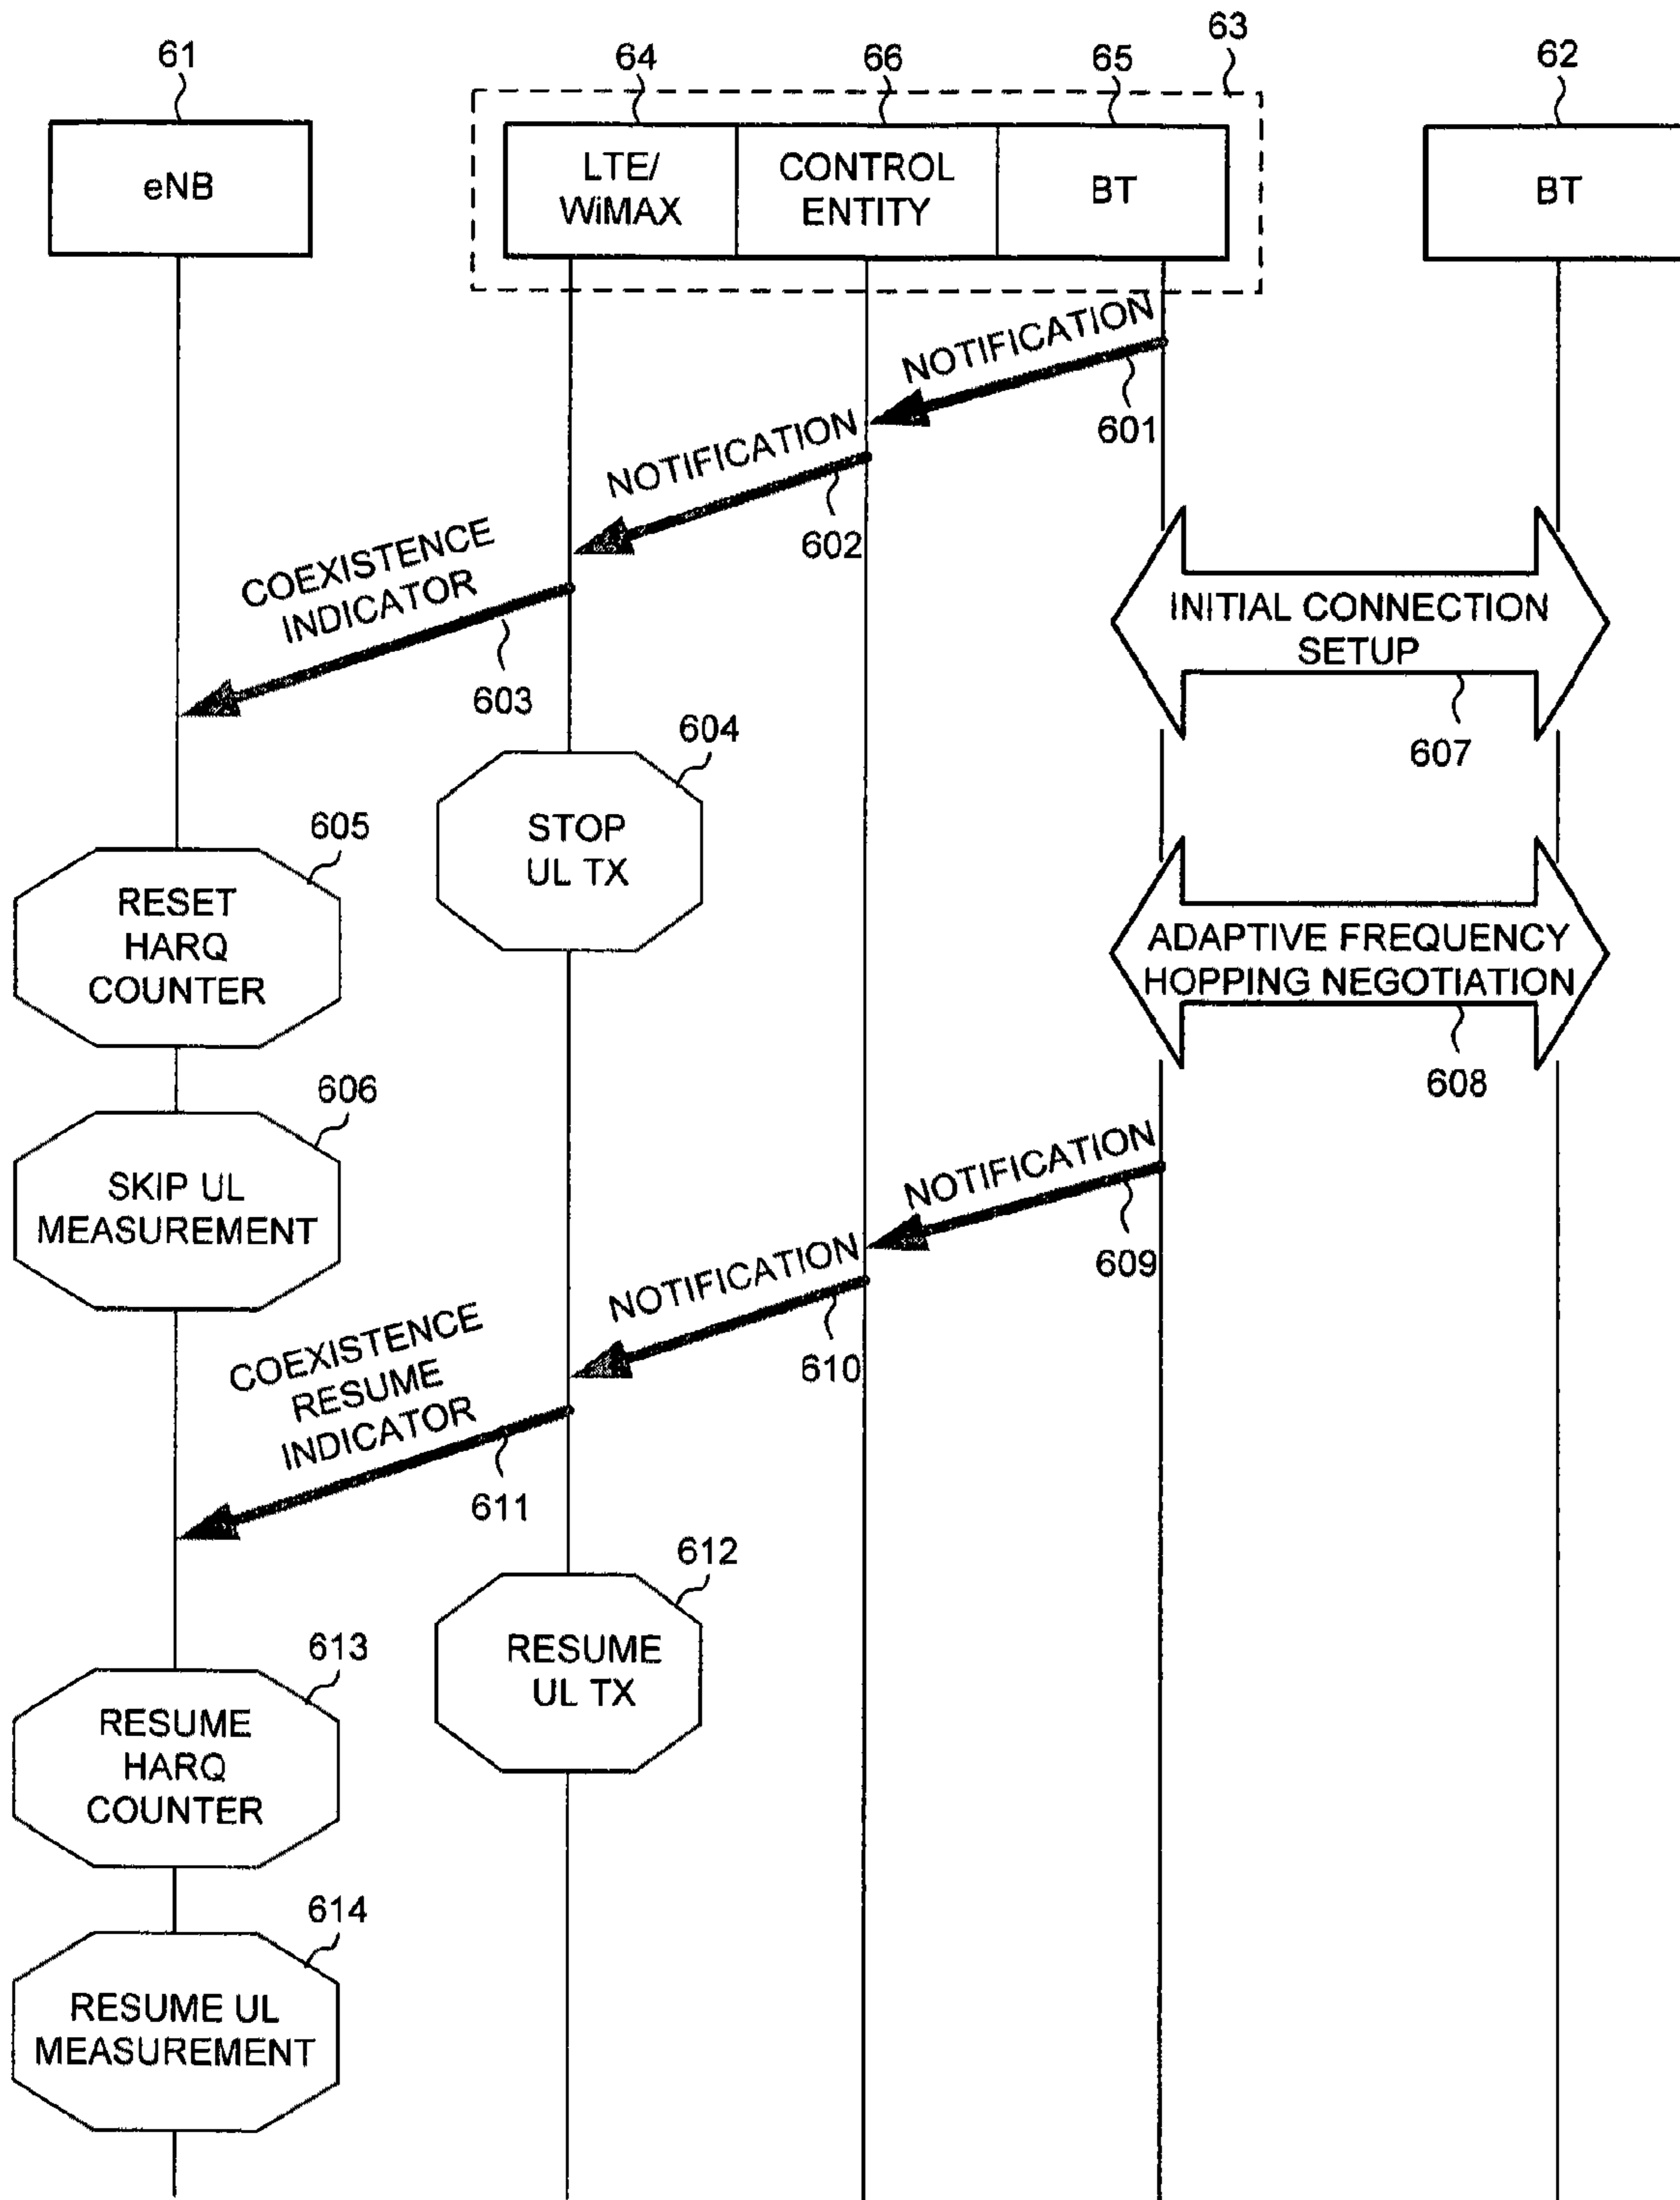 61
64
66
65
63
62
eNB
LTE/
WiMAX
CONTROL
ENTITY
BT
BT
NOTIFICATION
601
NOTIFICATION
602
COEXISTENCE
INDICATOR
603
INITIAL CONNECTION
SETUP
607
604
STOP
UL TX
605
RESET
HARQ
COUNTER
ADAPTIVE FREQUENCY
HOPPING NEGOTIATION
608
606
SKIP UL
MEASUREMENT
NOTIFICATION
609
NOTIFICATION
610
COEXISTENCE
RESUME
INDICATOR
611
612
RESUME
UL TX
613
RESUME
HARQ
COUNTER
614
RESUME UL
MEASUREMENT